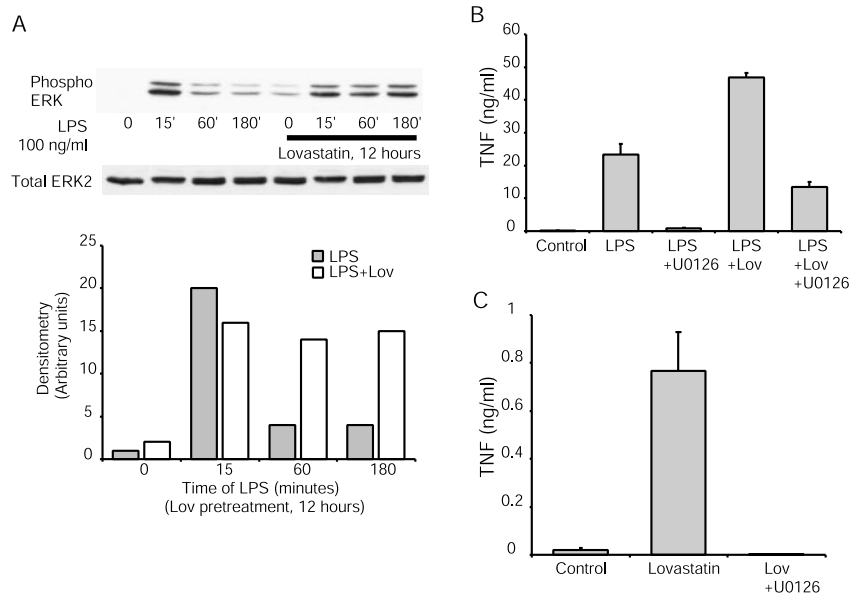 A
Phospho
ERK
LPS 0 15' 60' 180' 0 15' 60' 180'
100 ng/ml
Lovastatin, 12 hours
Total ERK2
25
20
15
10
5
0
Densitometry
(Arbitrary units)
LPS
LPS+Lov
0 15 60 180
Time of LPS (minutes)
(Lov pretreatment, 12 hours)
B
60
50
40
30
20
10
0
TNF (ng/ml)
Control LPS LPS LPS LPS
+U0126 +Lov +Lov
+U0126
C
1
0.8
0.6
0.4
0.2
0
TNF (ng/ml)
Control Lovastatin Lov
+U0126